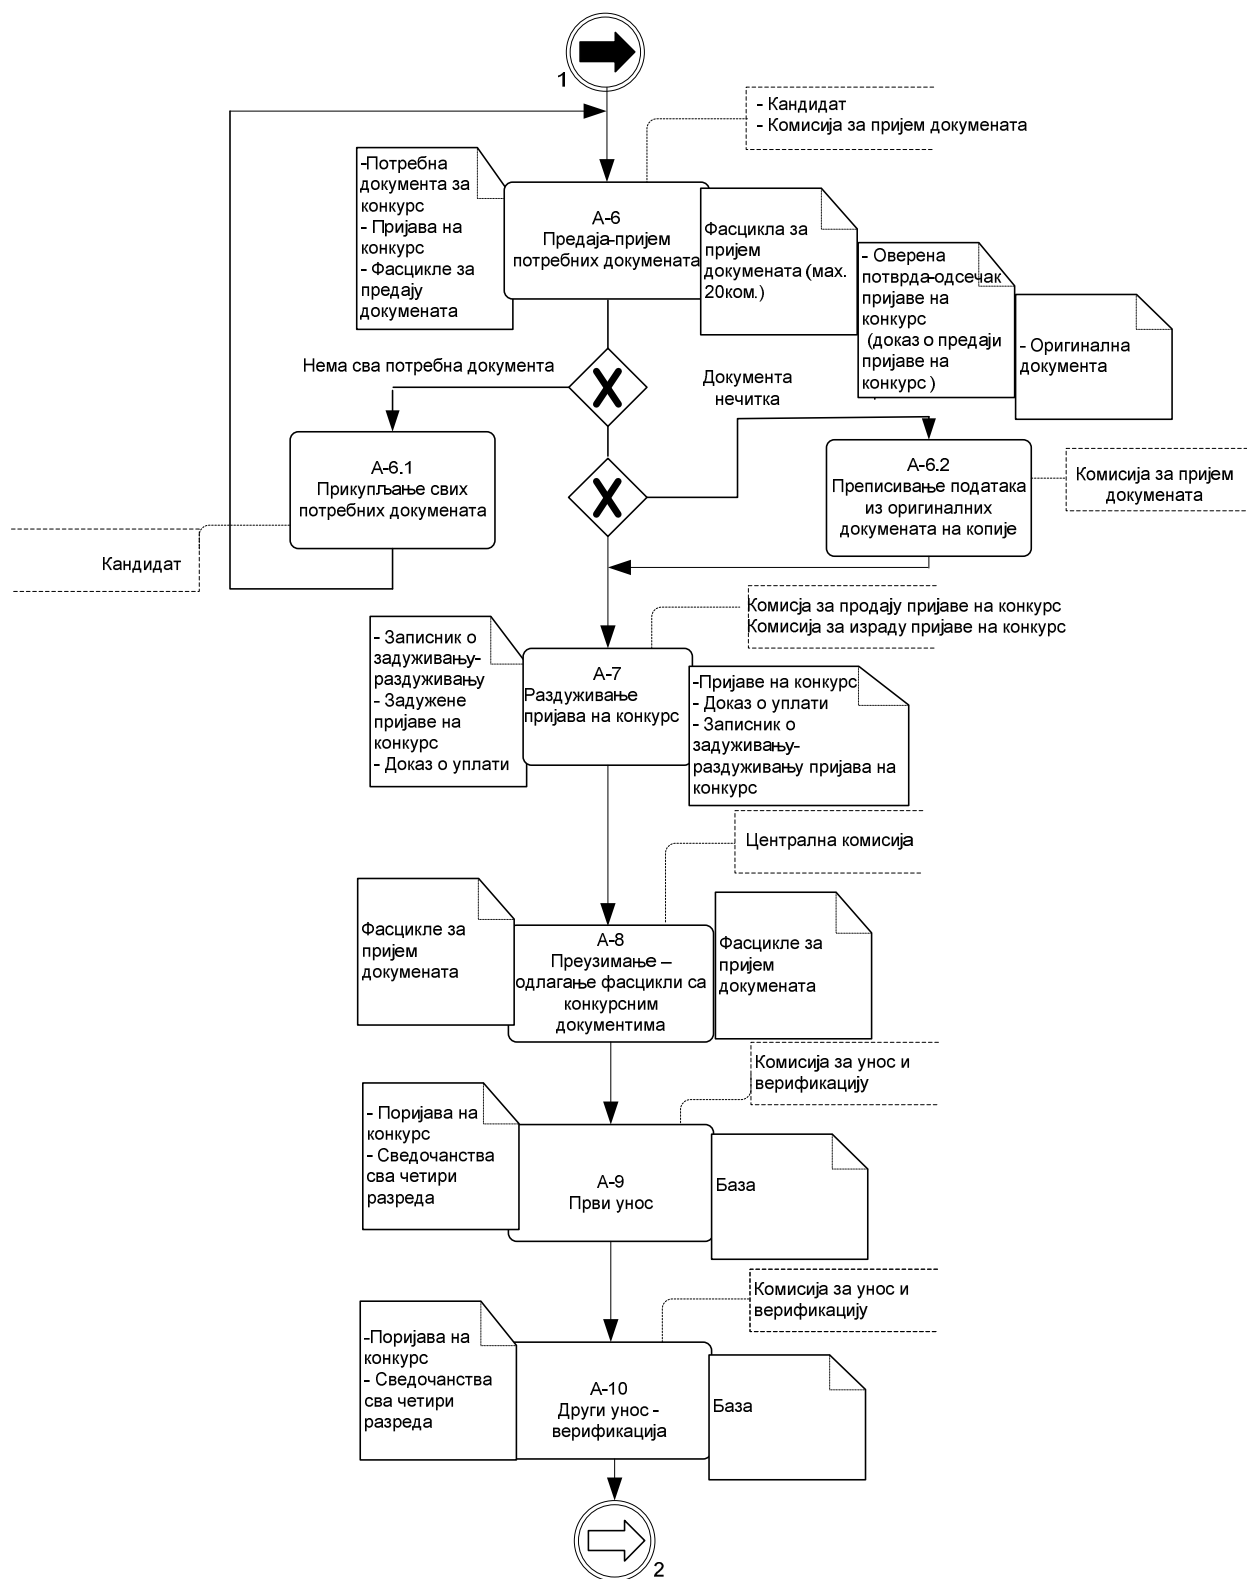 1
- Кандидат
- Комисија за пријем документа
-Потребна
документа за
конкурс
- Пријава на
конкурс
- Фасцикле за
предају
докумената
А-6
Предаја-пријем
потребних докумената
Фасцикла за
пријем
докумената (мах.
20ком.)
- Оверена
потврда-одсечак
пријаве на
конкурс
(доказ о предаји
пријаве на
конкурс )
- Оригинална
документа
Нема сва потребна документа
Документа
нечитка
А-6.1
Прикупљање свих
потребних докумената
Кандидат
А-6.2
Преписивање података
из оригиналних
докумената на копије
Комисија за пријем
докумената
Комисја за продају пријаве на конкурс
Комисија за израду пријаве на конкурс
- Записник о
задуживању-
раздуживању
- Задужене
пријаве на
конкурс
- Доказ о уплати
А-7
Раздуживање
пријава на конкурс
-Пријаве на конкурс
- Доказ о уплати
- Записник о
задуживању-
раздуживању пријава на
конкурс
Централна комисија
Фасцикле за
пријем
докумената
А-8
Преузимање –
одлагање фасцикли са
конкурсним
документима
Фасцикле за
пријем
докумената
Комисија за унос и
верификацију
- Поријава на
конкурс
- Сведочанства
сва четири
разреда
А-9
Први унос
База
Комисија за унос и
верификацију
-Поријава на
конкурс
- Сведочанства
сва четири
разреда
А-10
Други унос -
верификација
База
2